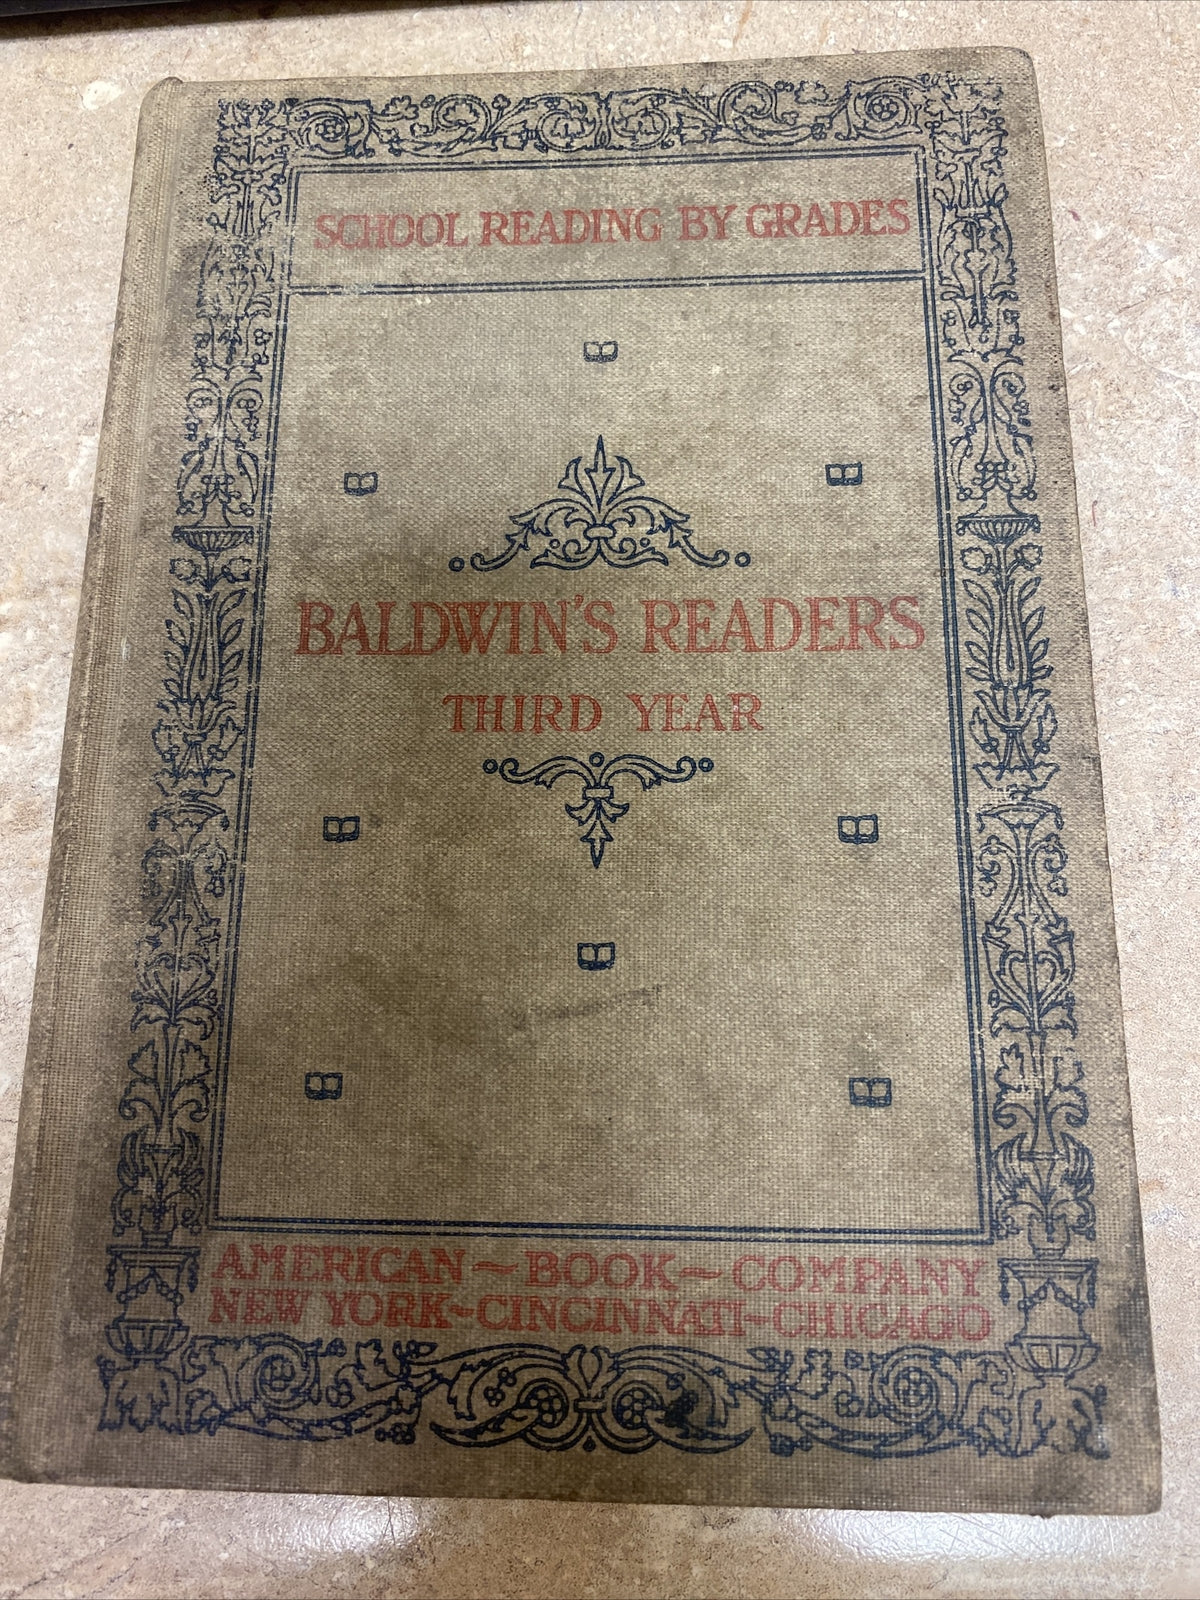 SCHOOL READING BY GRADES
BALDWIN'S READERS
THIRD YEAR
AMERICAN~BOOK~COMPANY
NEW YORK~CINCINNATI~CHICAGO